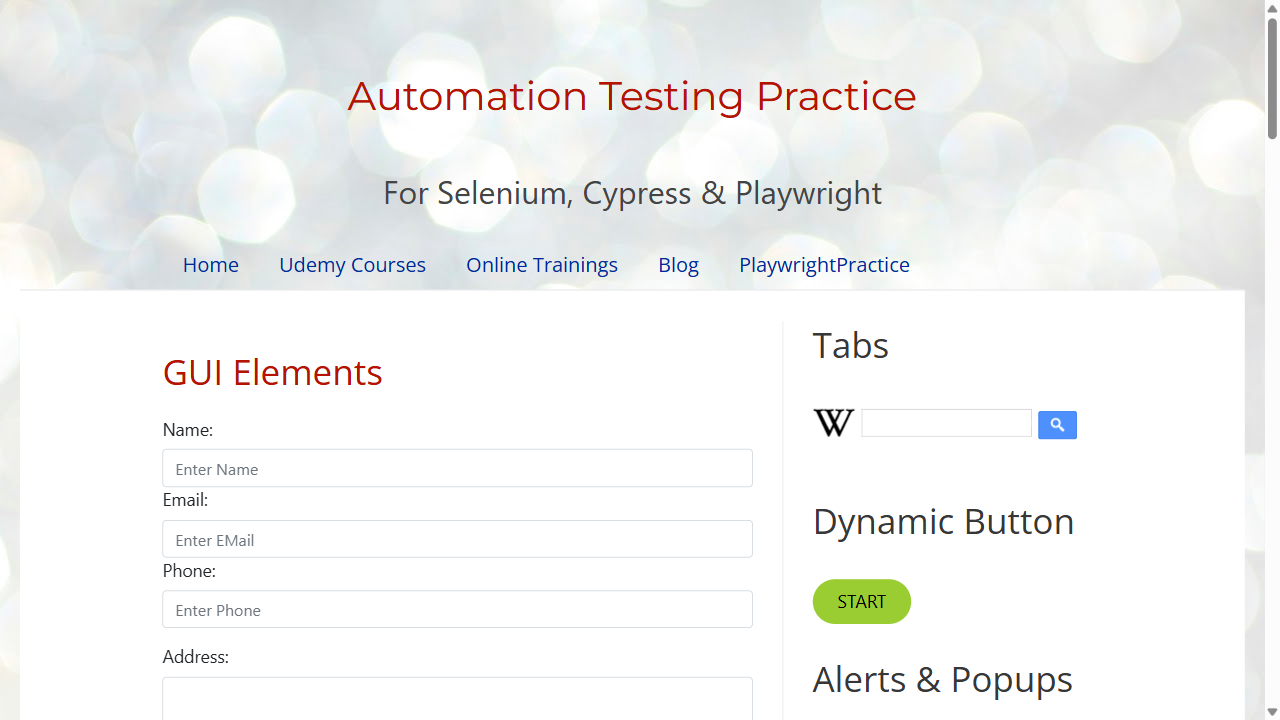 Automation Testing Practice
For Selenium, Cypress & Playwright
Home Udemy Courses Online Trainings Blog PlaywrightPractice
GUI Elements
Name:
Enter Name
Email:
Enter EMail
Phone:
Enter Phone
Address:
Tabs
W
Dynamic Button
START
Alerts & Popups